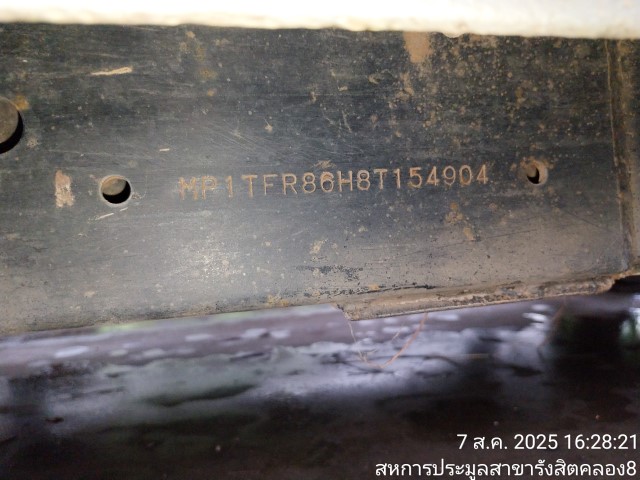 MP1TFR86H8T154904
7 ส.ค. 2025 16:28:21
สหการประมูลสาขารังสิตคลอง8